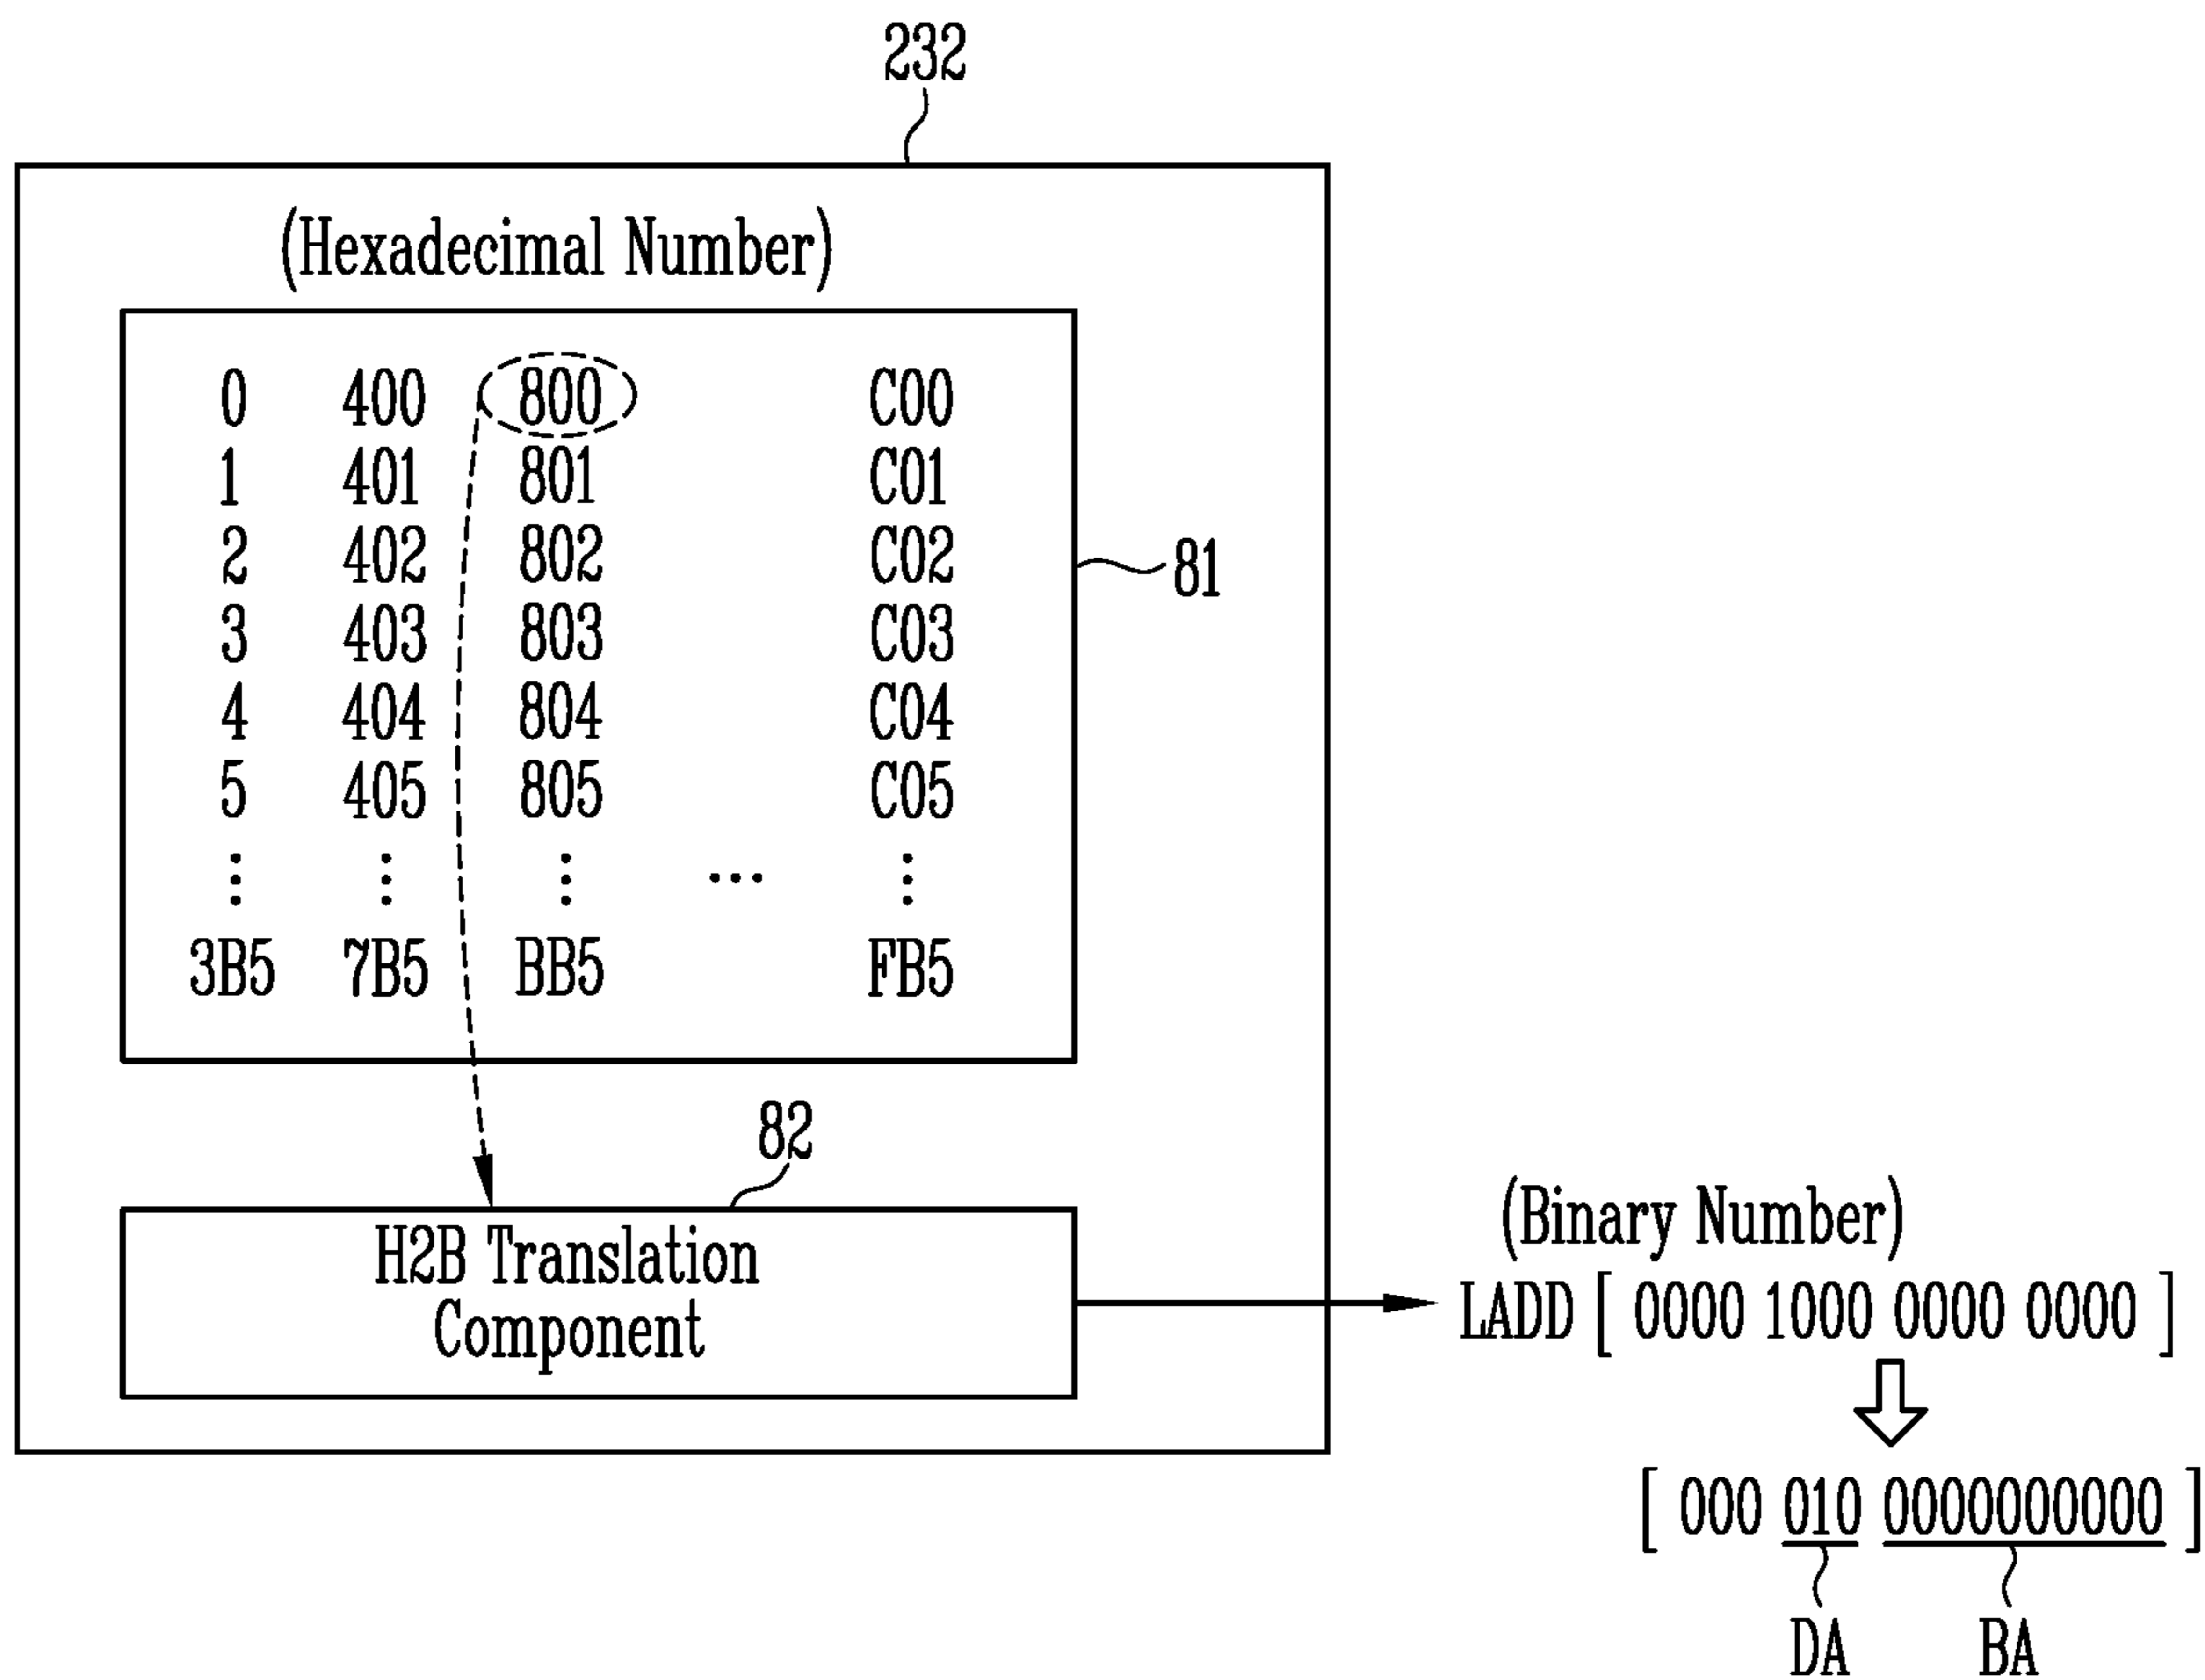 232
(Hexadecimal Number)
0 400 800 C00
1 401 801 C01
2 402 802 C02
3 403 803 C03
4 404 804 C04
5 405 805 C05
⋮ ⋮ ⋮ … ⋮
3B5 7B5 BB5 FB5
81
82
H2B Translation
Component
(Binary Number)
LADD [ 0000 1000 0000 0000 ]
[ 000 010 0000000000 ]
DA BA